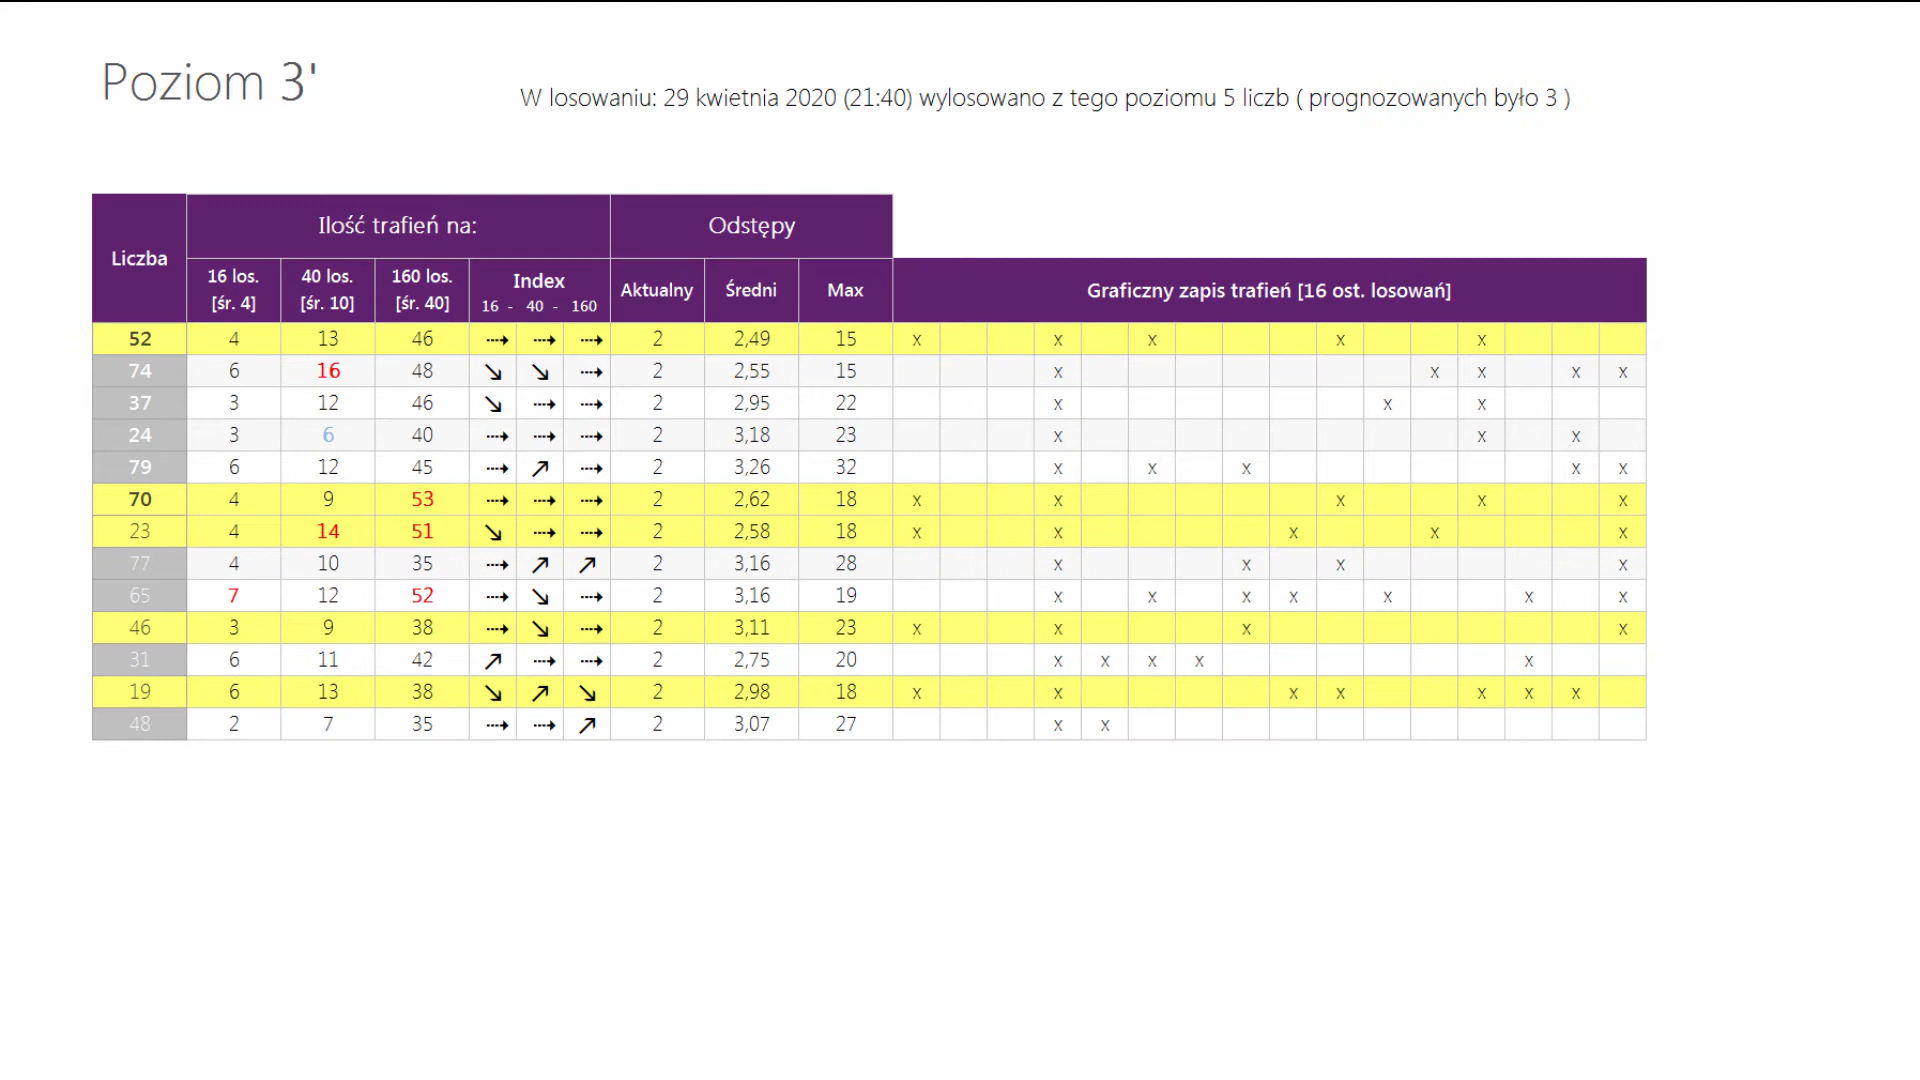 Poziom 3'
W losowaniu: 29 kwietnia 2020 (21:40) wylosowano z tego poziomu 5 liczb ( prognozowanych było 3 )
Liczba Ilość trafień na: Odstępy
16 los. [śr. 4] 40 los. [śr. 10] 160 los. [śr. 40] Index 16 - 40 - 160 Aktualny Średni Max Graficzny zapis trafień [16 ost. losowań]
52 4 13 46 ⤑ ⤑ ⤑ 2 2,49 15 x x x x x
74 6 16 48 ↘ ↘ ⤑ 2 2,55 15 x x x x x
37 3 12 46 ↘ ⤑ ⤑ 2 2,95 22 x x x
24 3 6 40 ⤑ ⤑ ⤑ 2 3,18 23 x x x
79 6 12 45 ⤑ ↗ ⤑ 2 3,26 32 x x x x x
70 4 9 53 ⤑ ⤑ ⤑ 2 2,62 18 x x x x x
23 4 14 51 ↘ ⤑ ⤑ 2 2,58 18 x x x x x
77 4 10 35 ⤑ ↗ ↗ 2 3,16 28 x x x x
65 7 12 52 ⤑ ↘ ⤑ 2 3,16 19 x x x x x x x
46 3 9 38 ⤑ ↘ ⤑ 2 3,11 23 x x x x
31 6 11 42 ↗ ⤑ ⤑ 2 2,75 20 x x x x x
19 6 13 38 ↘ ↗ ↘ 2 2,98 18 x x x x x x x
48 2 7 35 ⤑ ⤑ ↗ 2 3,07 27 x x